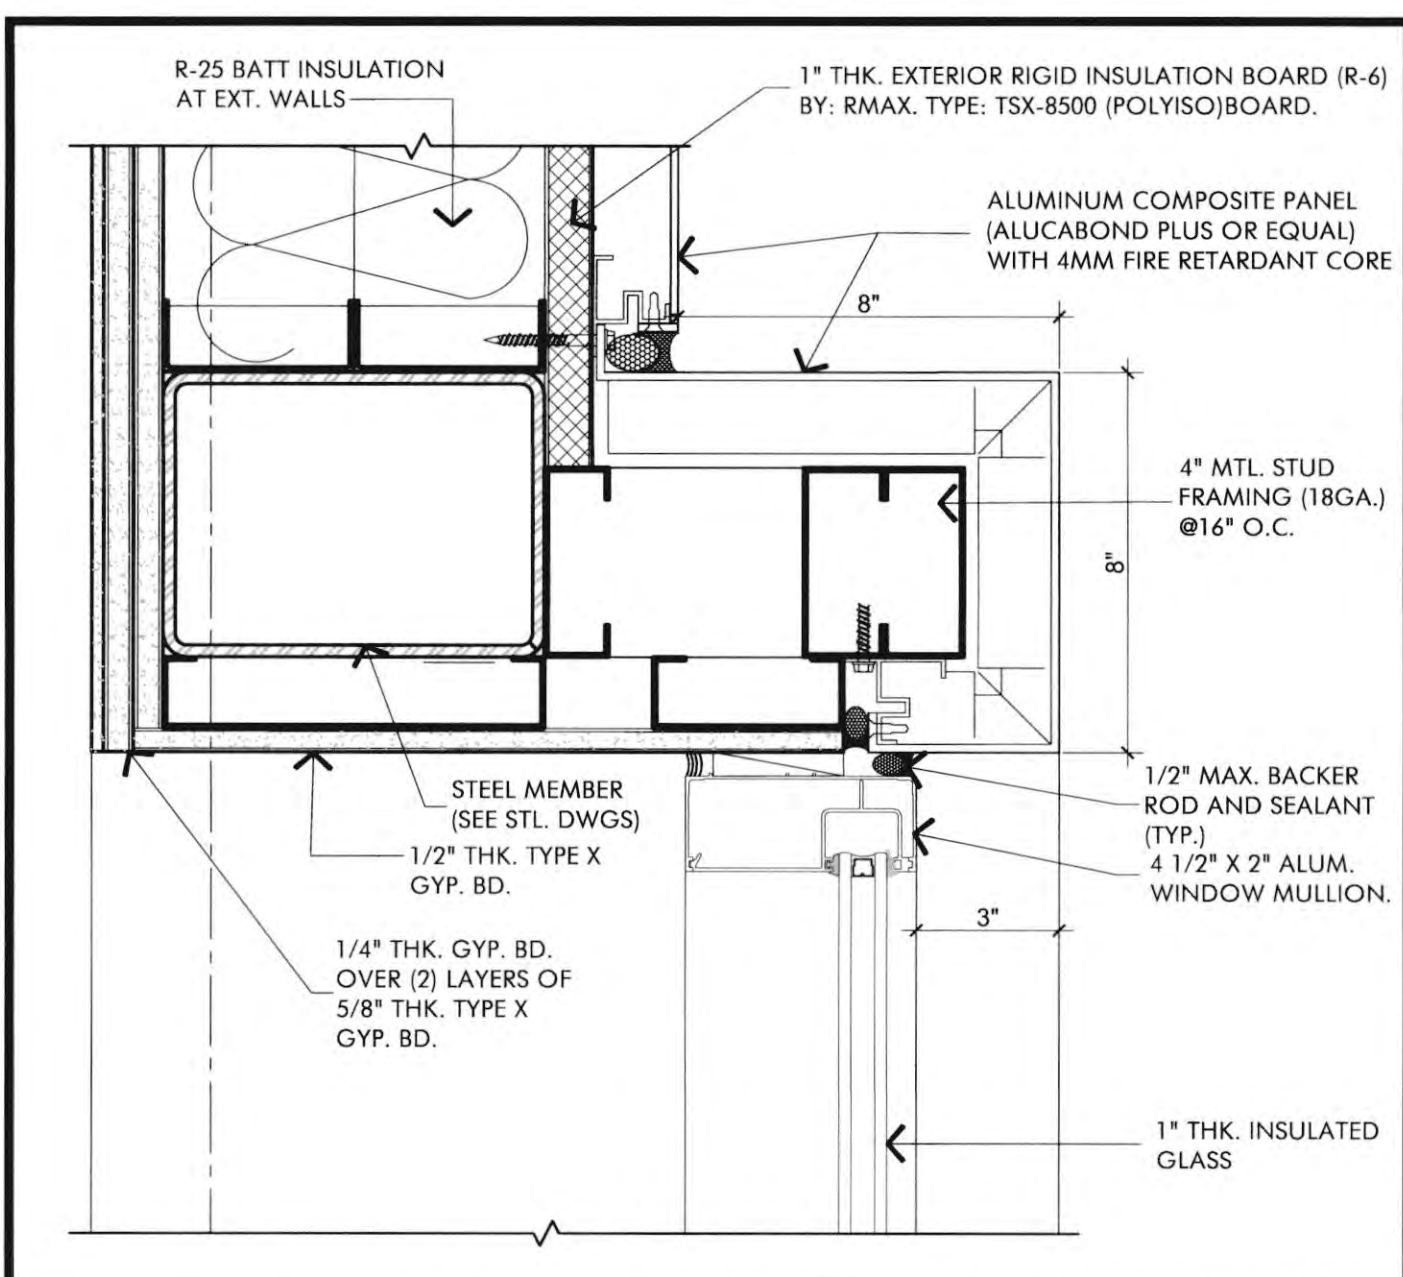 R-25 BATT INSULATION
AT EXT. WALLS
1" THK. EXTERIOR RIGID INSULATION BOARD (R-6)
BY: RMAX. TYPE: TSX-8500 (POLYISO)BOARD.
ALUMINUM COMPOSITE PANEL
(ALUCABOND PLUS OR EQUAL)
WITH 4MM FIRE RETARDANT CORE
8"
4" MTL. STUD
FRAMING (18GA.)
@16" O.C.
8"
STEEL MEMBER
(SEE STL. DWGS)
1/2" THK. TYPE X
GYP. BD.
1/2" MAX. BACKER
ROD AND SEALANT
(TYP.)
4 1/2" X 2" ALUM.
WINDOW MULLION.
3"
1/4" THK. GYP. BD.
OVER (2) LAYERS OF
5/8" THK. TYPE X
GYP. BD.
1" THK. INSULATED
GLASS